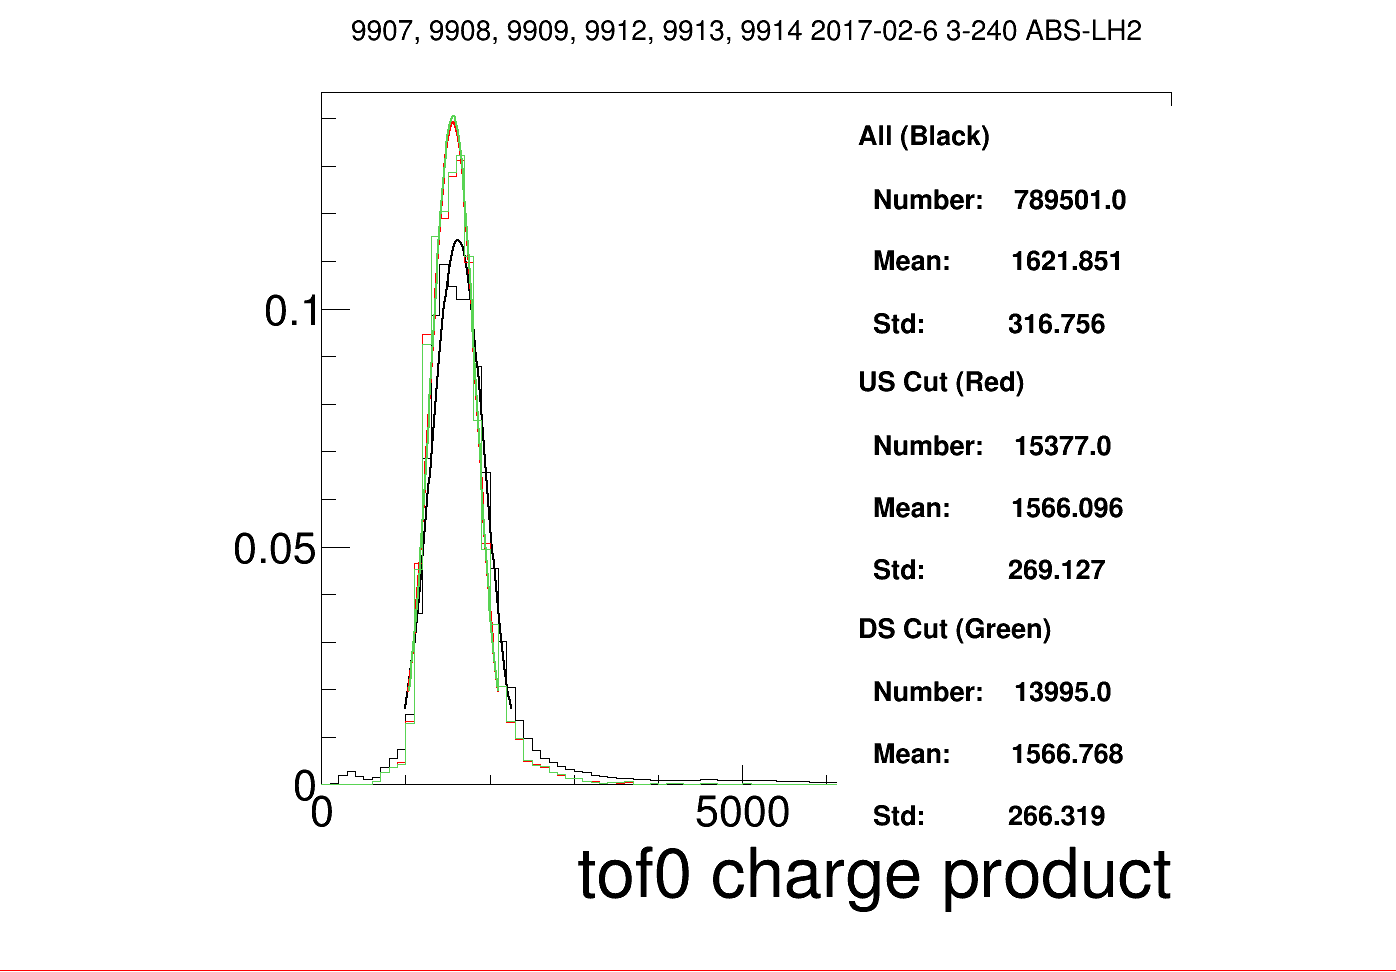 9907, 9908, 9909, 9912, 9913, 9914 2017-02-6 3-240 ABS-LH2
All (Black)
Number: 789501.0
Mean: 1621.851
Std: 316.756
US Cut (Red)
Number: 15377.0
Mean: 1566.096
Std: 269.127
DS Cut (Green)
Number: 13995.0
Mean: 1566.768
Std: 266.319
0.1
0.05
0
0 5000
tof0 charge product